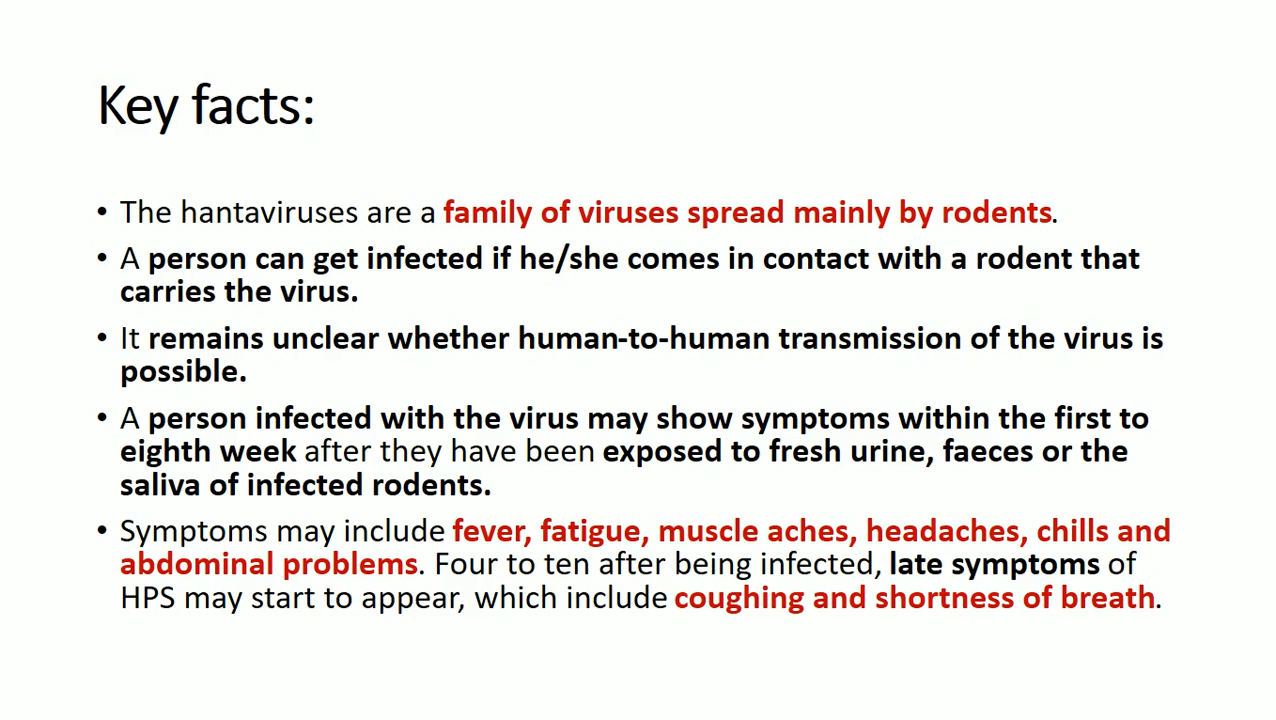 Key facts:
• The hantaviruses are a family of viruses spread mainly by rodents.
• A person can get infected if he/she comes in contact with a rodent that
carries the virus.
• It remains unclear whether human-to-human transmission of the virus is
possible.
• A person infected with the virus may show symptoms within the first to
eighth week after they have been exposed to fresh urine, faeces or the
saliva of infected rodents.
• Symptoms may include fever, fatigue, muscle aches, headaches, chills and
abdominal problems. Four to ten after being infected, late symptoms of
HPS may start to appear, which include coughing and shortness of breath.